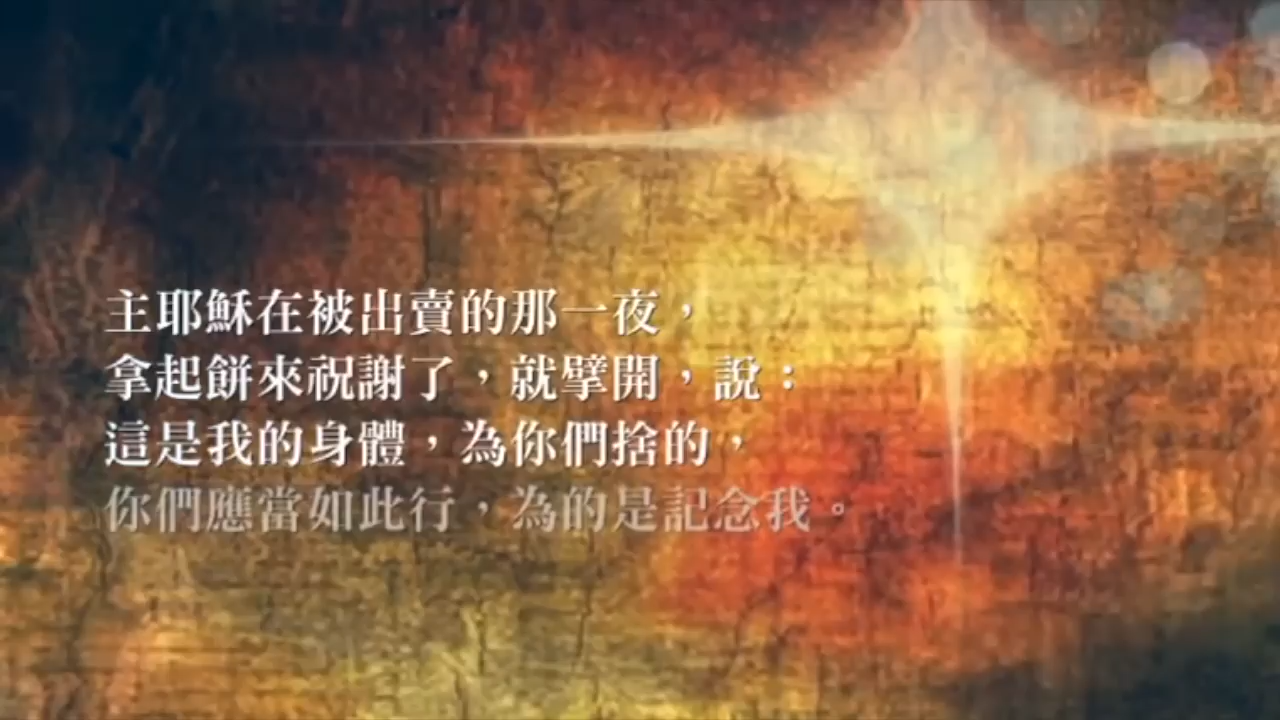 主耶穌在被出賣的那一夜，
拿起餅來祝謝了，就擘開，說：
這是我的身體，為你們捨的，
你們應當如此行，為的是記念我。